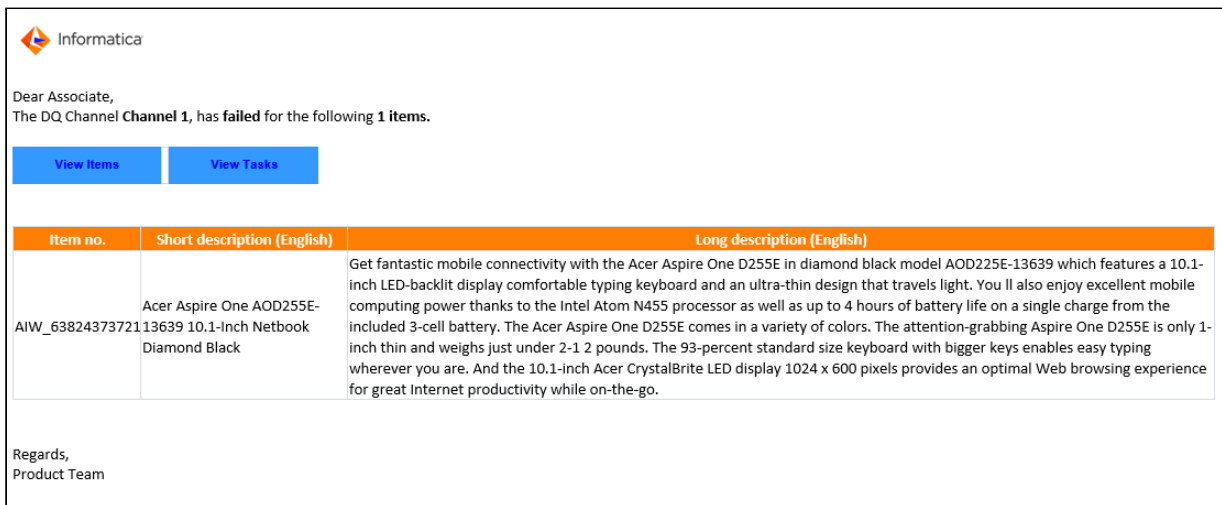 Informatica
Dear Associate,
The DQ Channel Channel 1, has failed for the following 1 items.
View Items View Tasks
Item no. Short description (English) Long description (English)
AIW_63824373721
Acer Aspire One AOD255E-
13639 10.1-Inch Netbook
Diamond Black
Get fantastic mobile connectivity with the Acer Aspire One D255E in diamond black model AOD225E-13639 which features a 10.1-
inch LED-backlit display comfortable typing keyboard and an ultra-thin design that travels light. You ll also enjoy excellent mobile
computing power thanks to the Intel Atom N455 processor as well as up to 4 hours of battery life on a single charge from the
included 3-cell battery. The Acer Aspire One D255E comes in a variety of colors. The attention-grabbing Aspire One D255E is only 1-
inch thin and weighs just under 2-1 2 pounds. The 93-percent standard size keyboard with bigger keys enables easy typing
wherever you are. And the 10.1-inch Acer CrystalBrite LED display 1024 x 600 pixels provides an optimal Web browsing experience
for great Internet productivity while on-the-go.
Regards,
Product Team